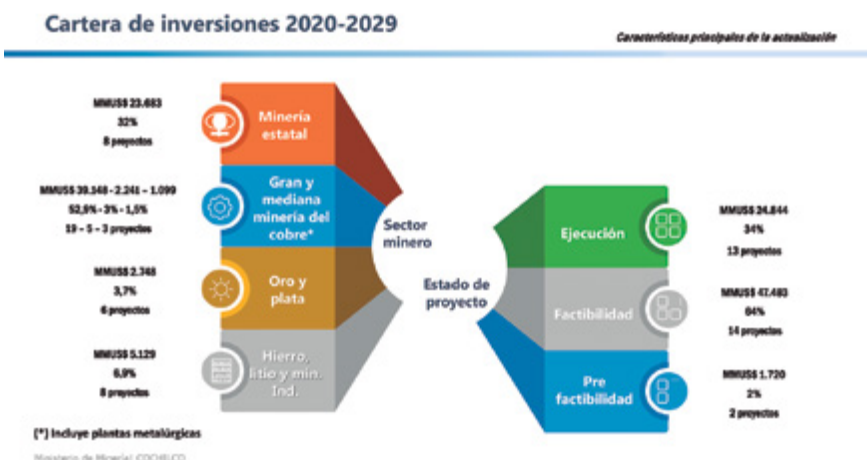 Cartera de inversiones 2020-2029
Características principales de la actualización
MMUS$ 23.683
32%
8 proyectos
Minería
estatal
MMUS$ 39.148 - 2.241 - 1.099
52,9% - 3% - 1,5%
19 - 5 - 3 proyectos
Gran y
mediana
minería del
cobre*
MMUS$ 2.748
3,7%
6 proyectos
Oro y
plata
MMUS$ 5.129
6,9%
8 proyectos
Hierro,
litio y min.
Ind.
Sector
minero
Estado de
proyecto
Ejecución
MMUS$ 24.844
34%
13 proyectos
Factibilidad
MMUS$ 47.483
64%
14 proyectos
Pre
factibilidad
MMUS$ 1.720
2%
2 proyectos
(*) Incluye plantas metalúrgicas
Ministerio de Minería| COCHILCO